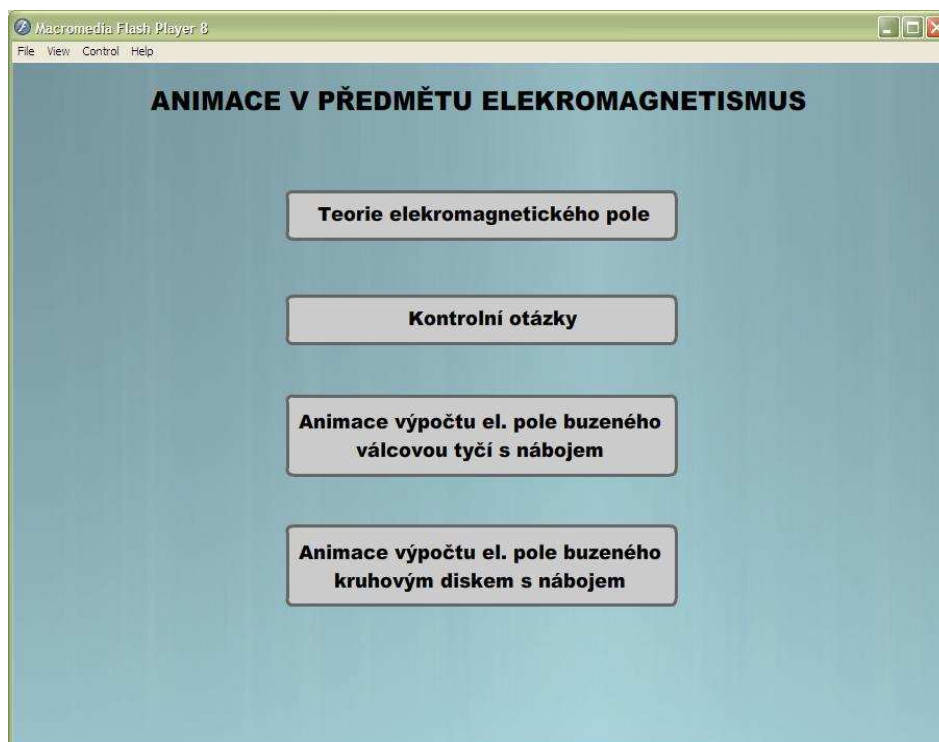 Macromedia Flash Player 8
File View Control Help
ANIMACE V PŘEDMĚTU ELEKROMAGNETISMUS
Teorie elekromagnetického pole
Kontrolní otázky
Animace výpočtu el. pole buzeného
válcovou tyčí s nábojem
Animace výpočtu el. pole buzeného
kruhovým diskem s nábojem